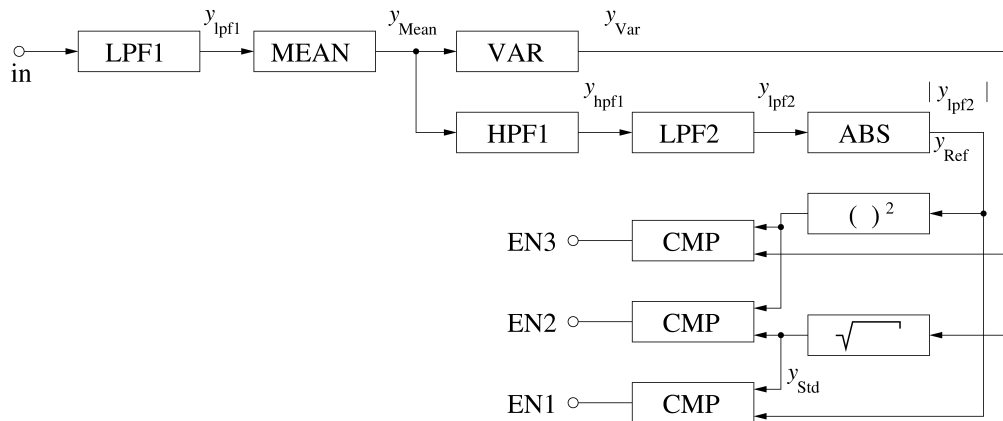 y_lpf1
y_Mean
y_Var
in
LPF1
MEAN
VAR
y_hpf1
y_lpf2
| y_lpf2 |
HPF1
LPF2
ABS
y_Ref
( )²
EN3
CMP
EN2
CMP
√
y_Std
EN1
CMP